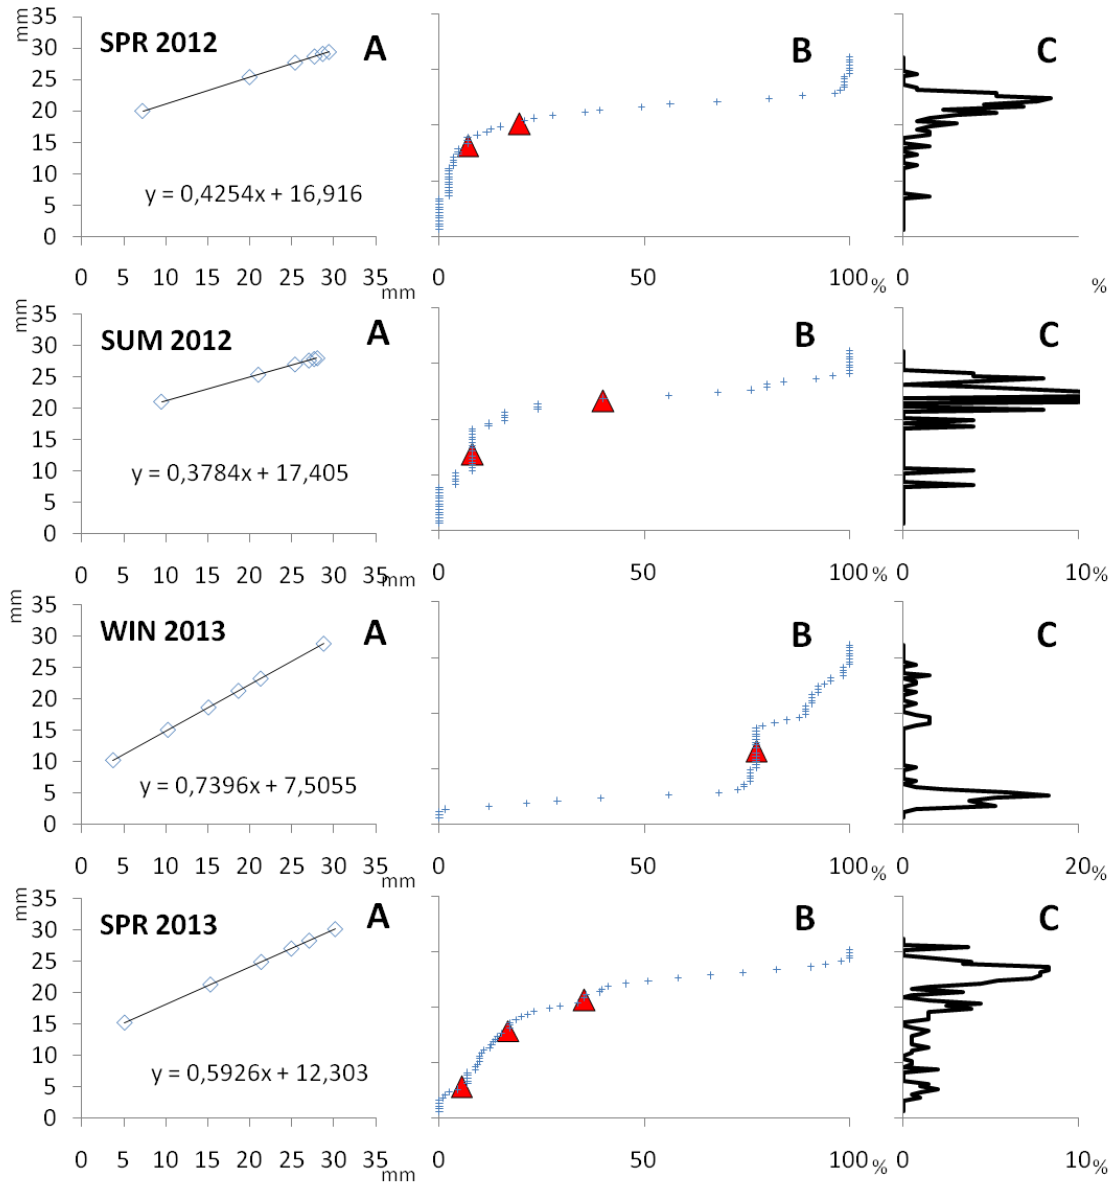 mm
35
30
25
20
15
10
5
0
SPR 2012
A
y = 0,4254x + 16,916
0 5 10 15 20 25 30 35
mm
B
0 50 100 %
C
0 %
mm
35
30
25
20
15
10
5
0
SUM 2012
A
y = 0,3784x + 17,405
0 5 10 15 20 25 30 35
mm
B
0 50 100 %
C
0 10 %
mm
35
30
25
20
15
10
5
0
WIN 2013
A
y = 0,7396x + 7,5055
0 5 10 15 20 25 30 35
mm
B
0 50 100 %
C
0 20 %
mm
35
30
25
20
15
10
5
0
SPR 2013
A
y = 0,5926x + 12,303
0 5 10 15 20 25 30 35
mm
B
0 50 100 %
C
0 10 %